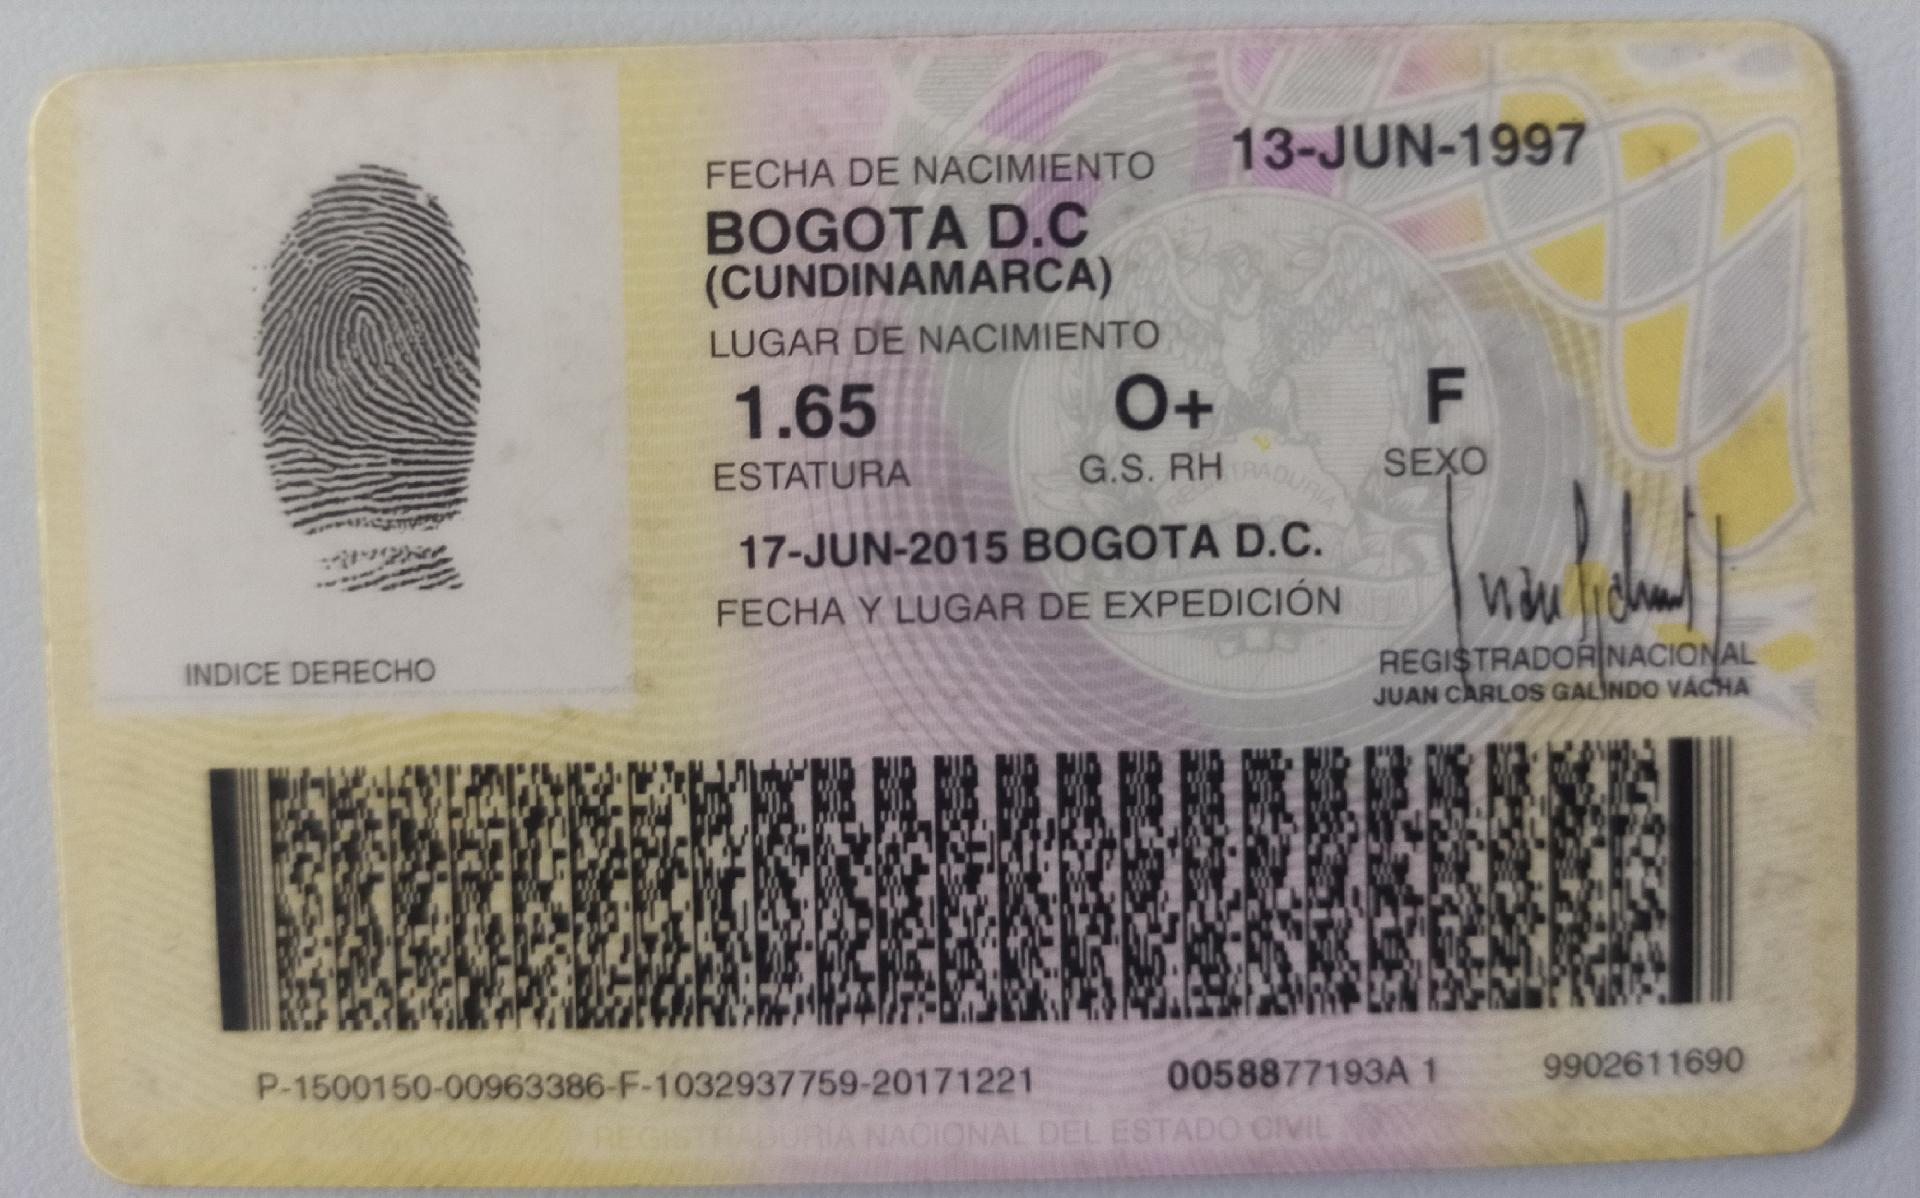 FECHA DE NACIMIENTO 13-JUN-1997
BOGOTA D.C
(CUNDINAMARCA)
LUGAR DE NACIMIENTO
1.65 O+ F
ESTATURA G.S. RH SEXO
17-JUN-2015 BOGOTA D.C.
FECHA Y LUGAR DE EXPEDICIÓN
INDICE DERECHO
REGISTRADOR NACIONAL
JUAN CARLOS GALINDO VÁCHA
P-1500150-00963386-F-1032937759-20171221 0058877193A 1 9902611690
REGISTRADURIA NACIONAL DEL ESTADO CIVIL